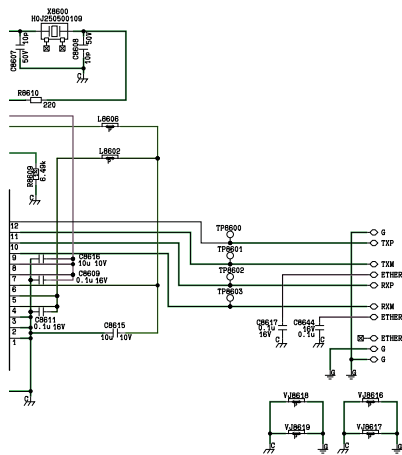 X8600
H0J250500109
C8607
10p
50V
C8608
50V
10p
C
R8610
220
L8606
L8602
R8609
6.49k
C
12
11
10
9
8
7
6
5
4
3
2
1
C8616
10u 10V
C8609
0.1u 16V
C8611
0.1u 16V
C8615
10u 10V
C
TP8600
TP8601
TP8602
TP8603
C8617
0.1u
16V
C
C8644
16V
0.1u
C
G
TXP
TXM
ETHER
RXP
RXM
ETHER
ETHER
G
G
G
G
VJ8618
VJ8619
C
G
VJ8616
VJ8617
C
G